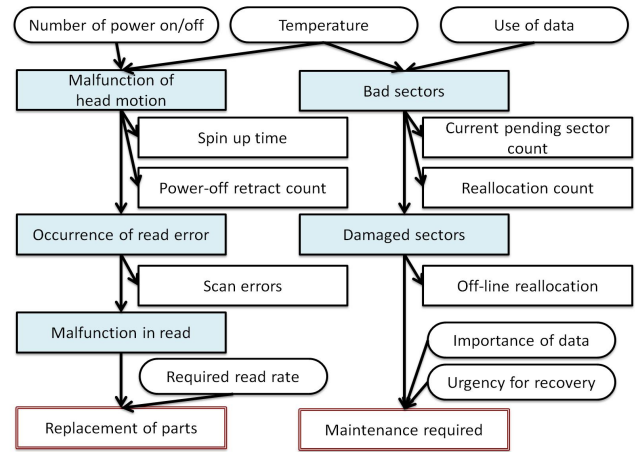 Number of power on/off
Temperature
Use of data
Malfunction of
head motion
Bad sectors
Spin up time
Current pending sector
count
Power-off retract count
Reallocation count
Occurrence of read error
Damaged sectors
Scan errors
Off-line reallocation
Malfunction in read
Importance of data
Required read rate
Urgency for recovery
Replacement of parts
Maintenance required